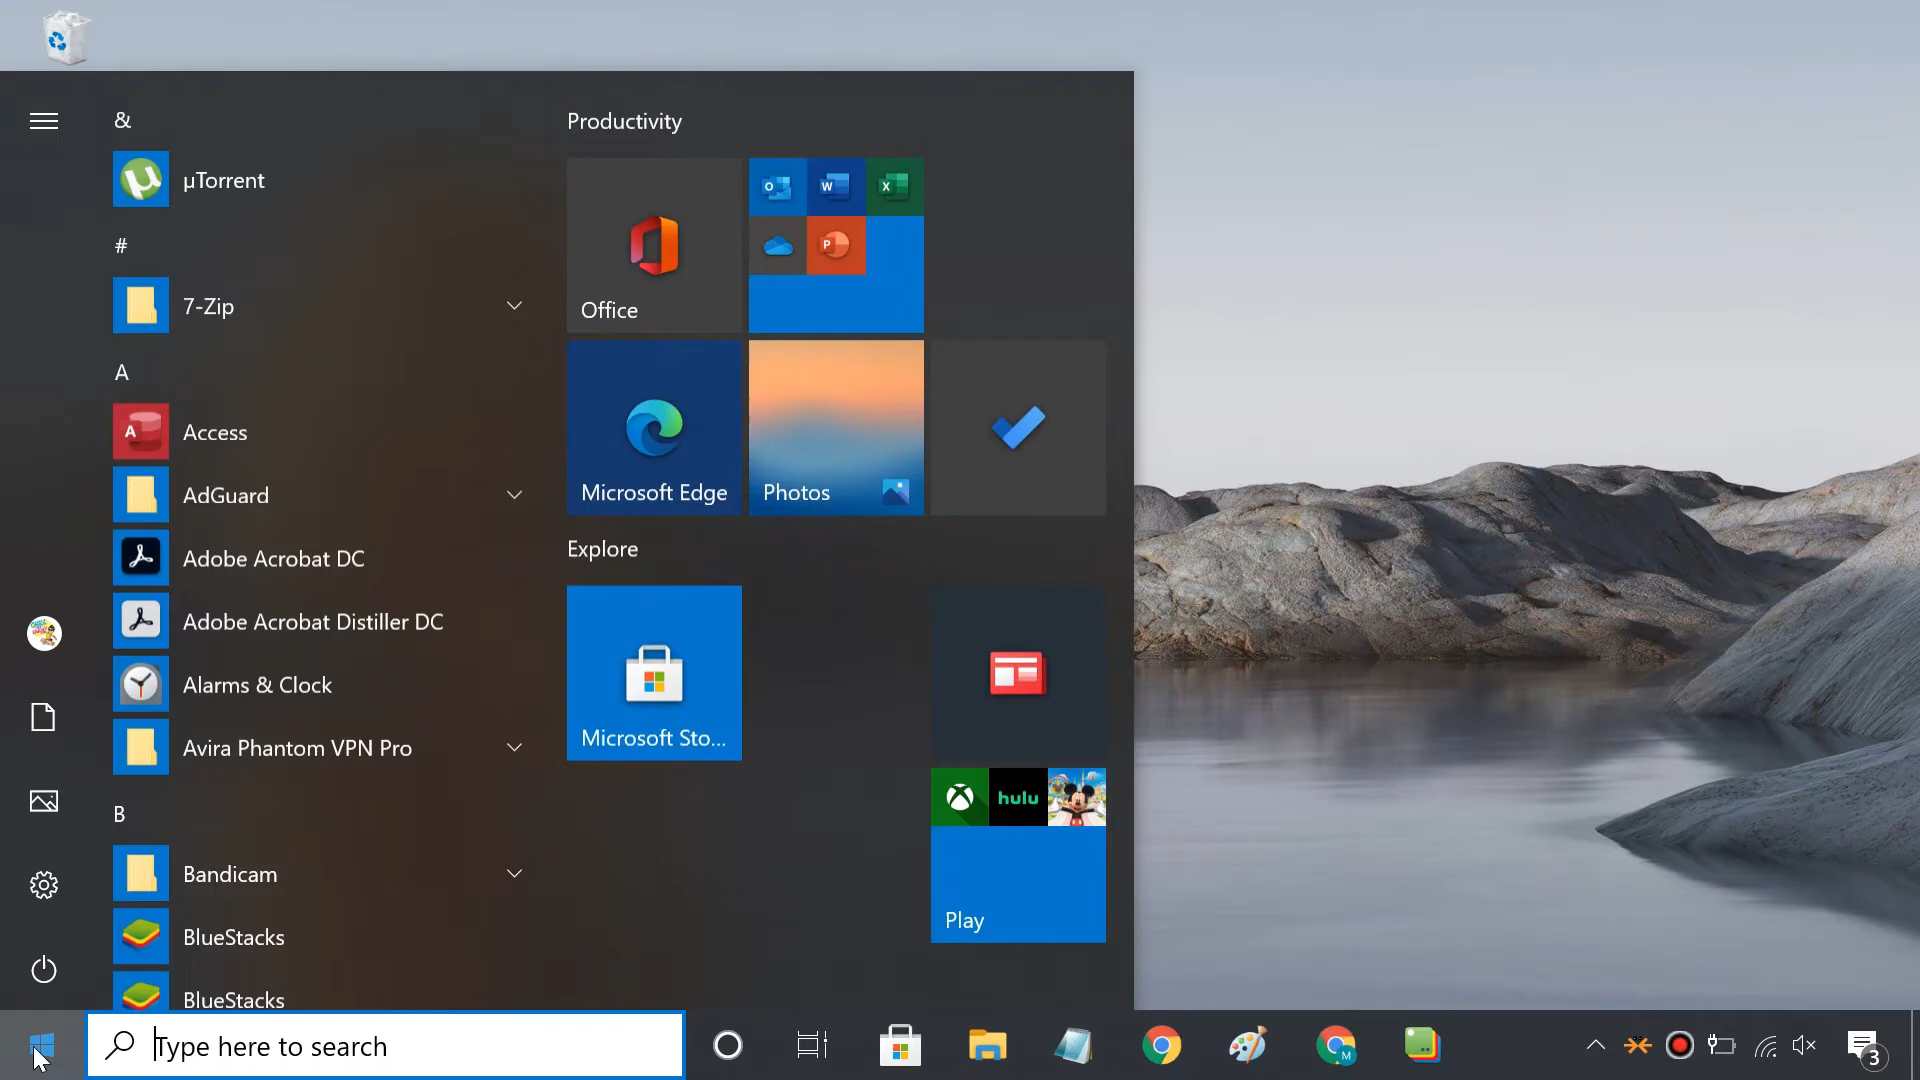 &
µTorrent
#
7-Zip
A
Access
AdGuard
Adobe Acrobat DC
Adobe Acrobat Distiller DC
Alarms & Clock
Avira Phantom VPN Pro
B
Bandicam
BlueStacks
BlueStacks
Productivity
Office
Microsoft Edge
Photos
Explore
Microsoft Sto...
hulu
Play
Type here to search
M
3